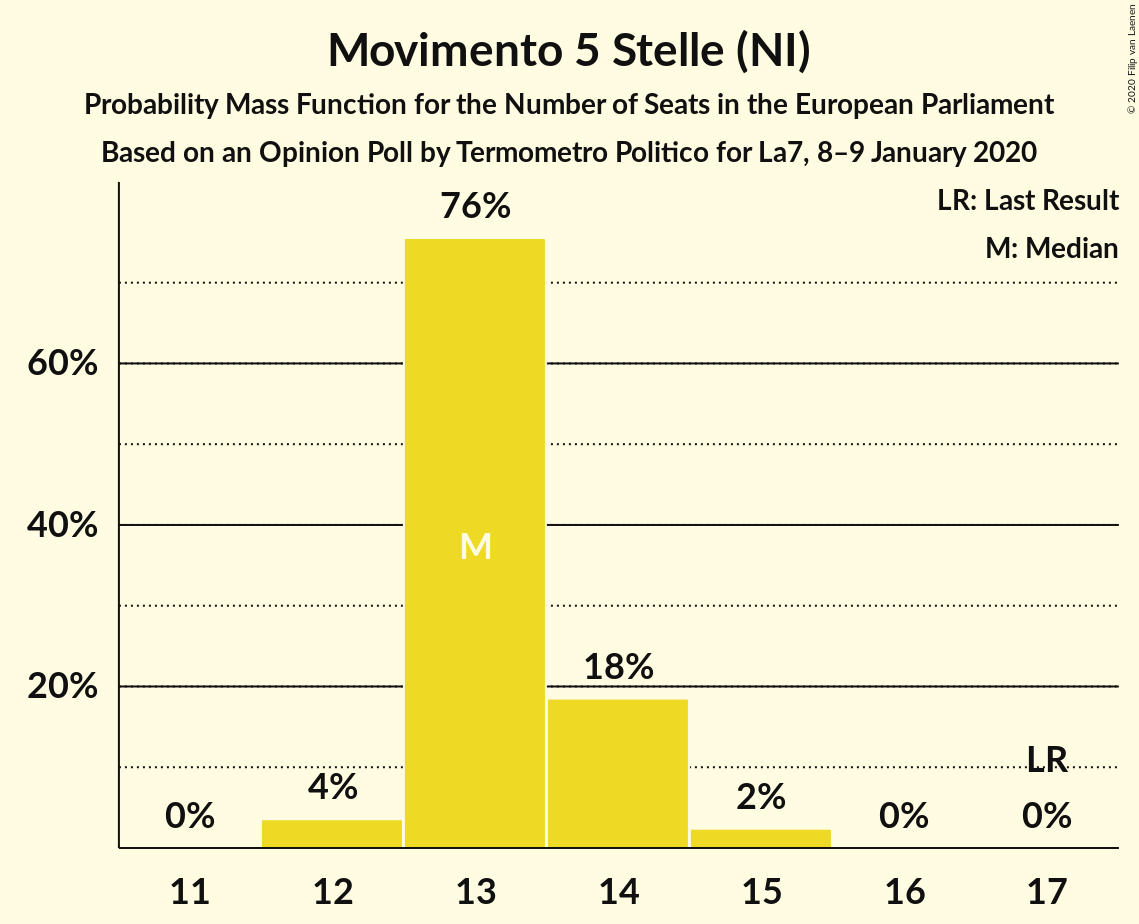 Movimento 5 Stelle (NI)
Probability Mass Function for the Number of Seats in the European Parliament
Based on an Opinion Poll by Termometro Politico for La7, 8–9 January 2020
© 2020 Filip van Laenen
LR: Last Result
M: Median
76%
60%
40%
M
18%
20%
LR
4%
2%
0%
0%
0%
11 12 13 14 15 16 17